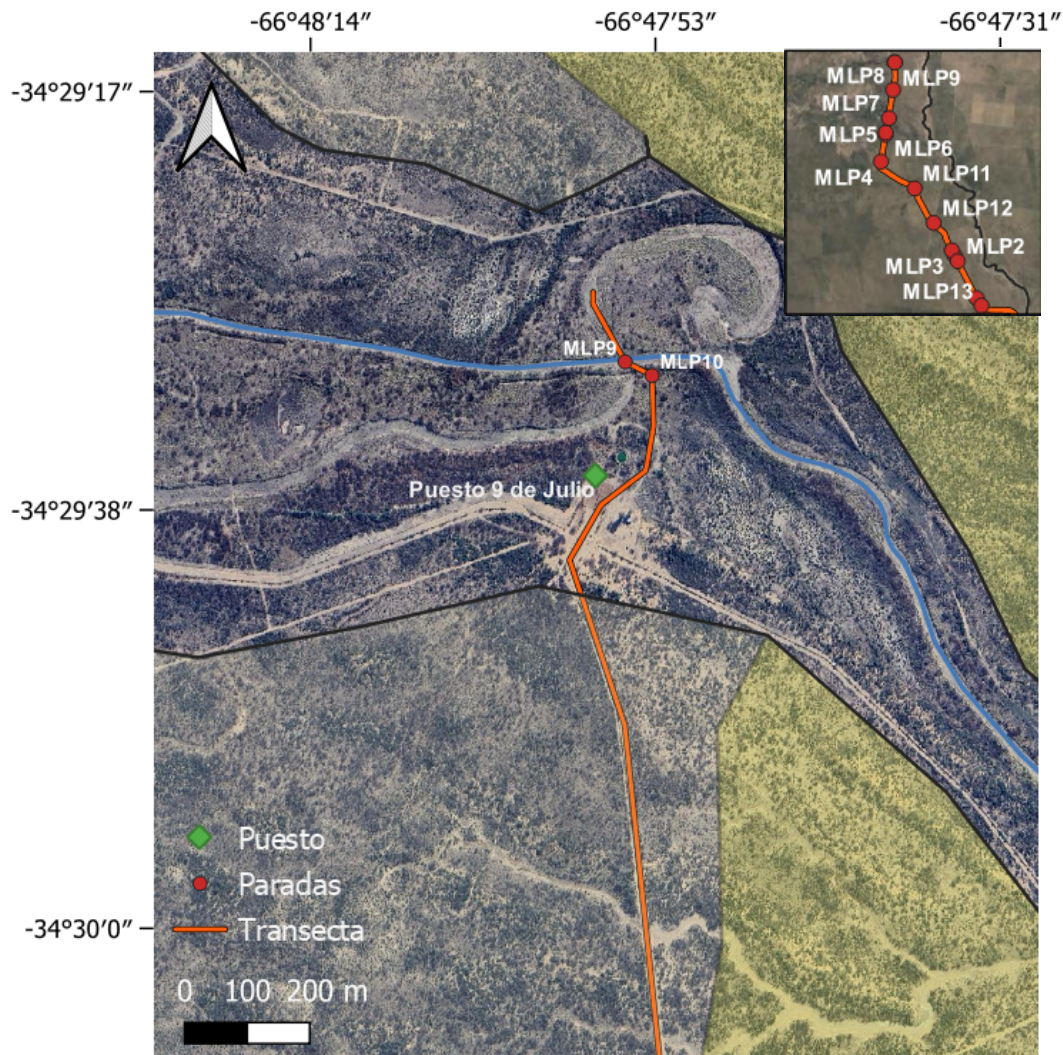 -66°48′14″ -66°47′53″ -66°47′31″
-34°29′17″
MLP8 MLP9
MLP7
MLP5
MLP6
MLP4 MLP11
MLP12
MLP2
MLP3
MLP13
MLP9
MLP10
Puesto 9 de Julio
-34°29′38″
Puesto
Paradas
-34°30′0″
Transecta
0 100 200 m